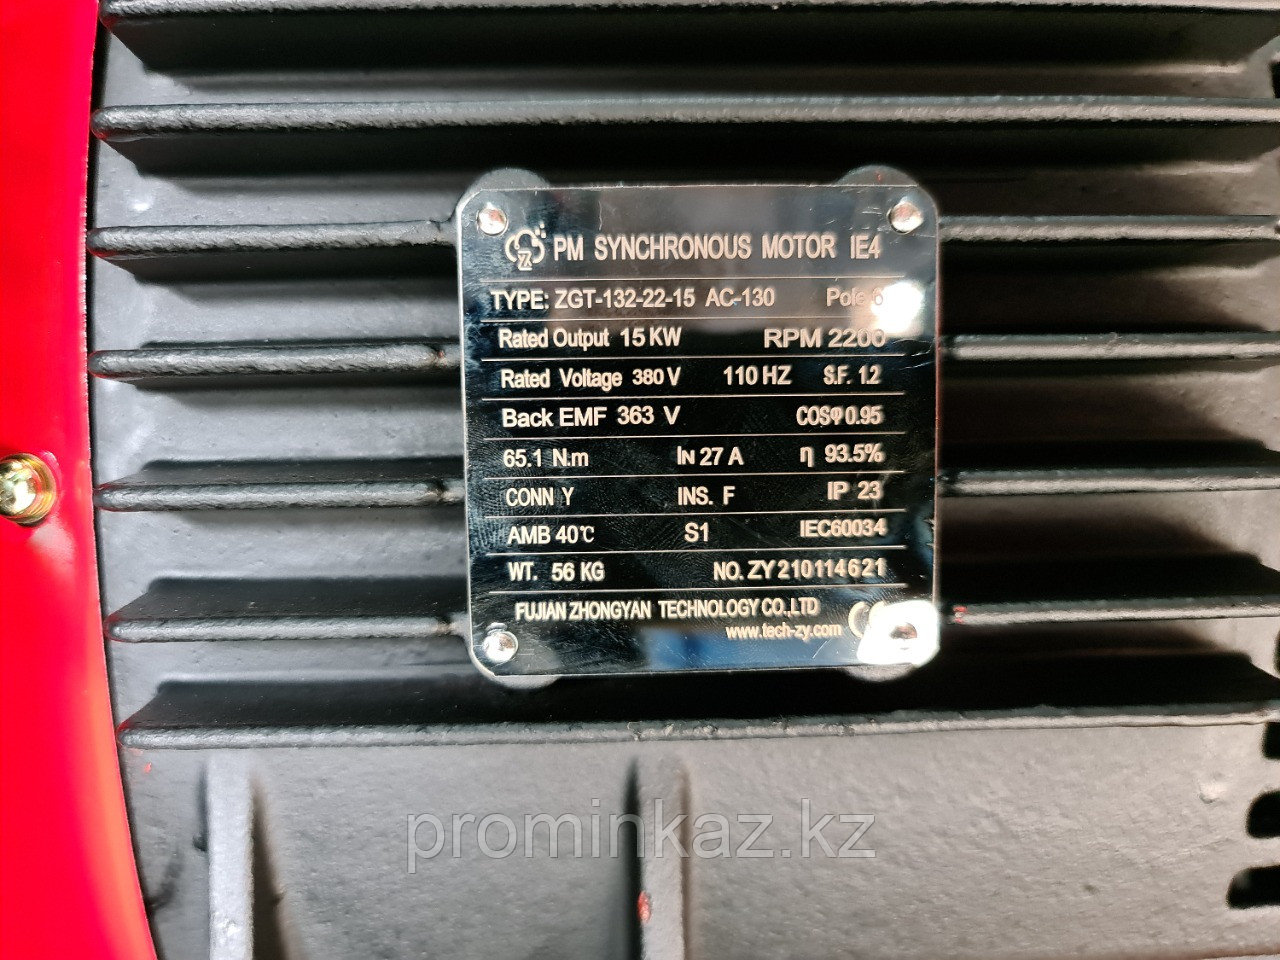 PM SYNCHRONOUS MOTOR IE4
TYPE: ZGT-132-22-15 AC-130 Pole 6
Rated Output 15 KW RPM 2200
Rated Voltage 380 V 110 HZ S.F. 1.2
Back EMF 363 V COSφ 0.95
65.1 N.m IN 27 A η 93.5%
CONN Y INS. F IP 23
AMB 40℃ S1 IEC60034
WT. 56 KG NO. ZY 210114621
FUJIAN ZHONGYAN TECHNOLOGY CO.,LTD
www.tech-zy.com
prominkaz.kz